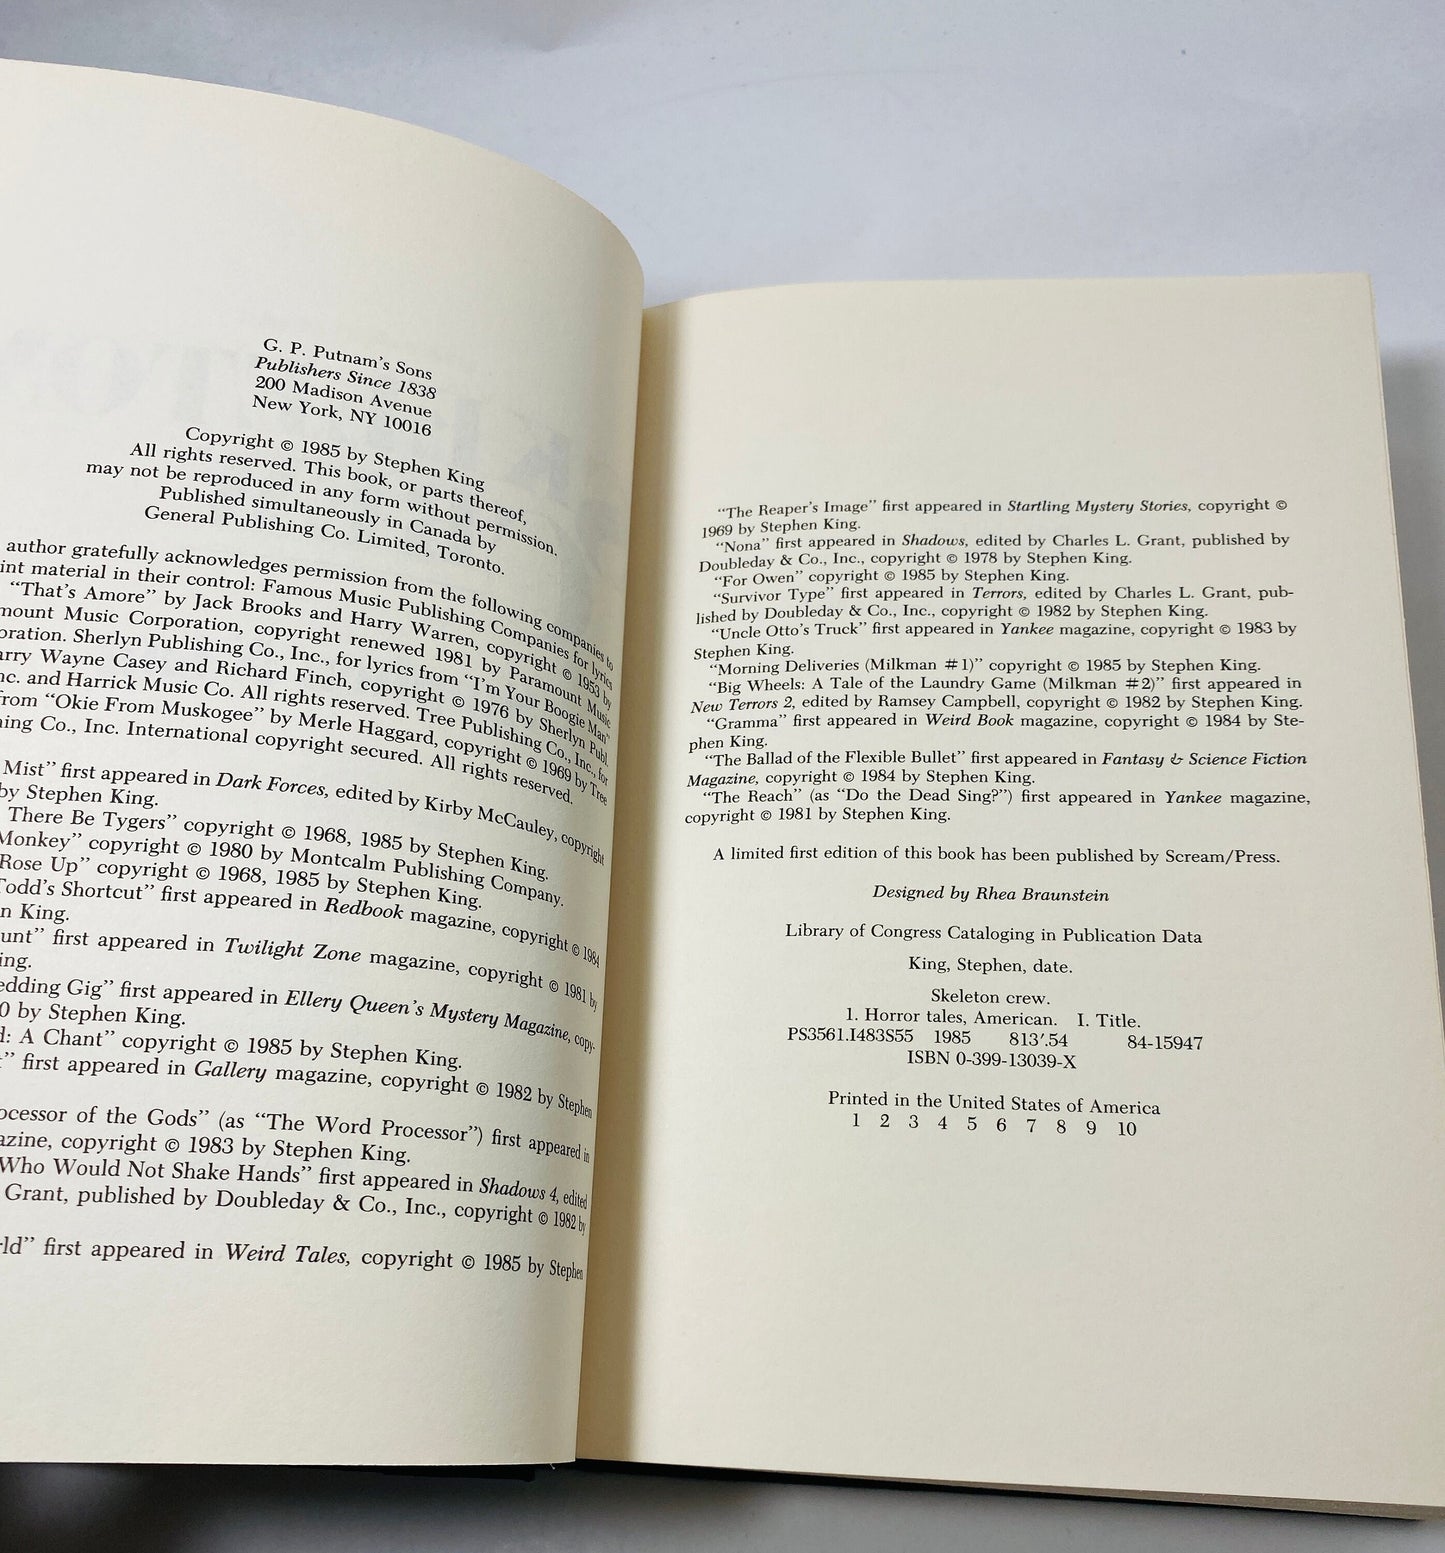 G. P. Putnam's Sons
Publishers Since 1838
200 Madison Avenue
New York, NY 10016
Copyright © 1985 by Stephen King
All rights reserved. This book, or parts thereof,
may not be reproduced in any form without permission.
Published simultaneously in Canada by
General Publishing Co. Limited, Toronto.
author gratefully acknowledges permission from the following companies to
int material in their control: Famous Music Publishing Companies for lyrics
"That's Amore" by Jack Brooks and Harry Warren, copyright © 1953 by
mount Music Corporation, copyright renewed 1981 by Paramount Music
oration. Sherlyn Publishing Co., Inc., for lyrics from "I'm Your Boogie Man"
arry Wayne Casey and Richard Finch, copyright © 1976 by Sherlyn Publ.
nc. and Harrick Music Co. All rights reserved. Tree Publishing Co., Inc., for
from "Okie From Muskogee" by Merle Haggard, copyright © 1969 by Tree
ning Co., Inc. International copyright secured. All rights reserved.
Mist" first appeared in Dark Forces, edited by Kirby McCauley, copyright
by Stephen King.
There Be Tygers" copyright © 1968, 1985 by Stephen King.
Monkey" copyright © 1980 by Montcalm Publishing Company.
Rose Up" copyright © 1968, 1985 by Stephen King.
Todd's Shortcut" first appeared in Redbook magazine, copyright © 1984
n King.
unt" first appeared in Twilight Zone magazine, copyright © 1981 by
ing.
edding Gig" first appeared in Ellery Queen's Mystery Magazine, copy-
0 by Stephen King.
d: A Chant" copyright © 1985 by Stephen King.
t" first appeared in Gallery magazine, copyright © 1982 by Stephen
ocessor of the Gods" (as "The Word Processor") first appeared in
azine, copyright © 1983 by Stephen King.
Who Would Not Shake Hands" first appeared in Shadows 4, edited
Grant, published by Doubleday & Co., Inc., copyright © 1982 by
rld" first appeared in Weird Tales, copyright © 1985 by Stephen
"The Reaper's Image" first appeared in Startling Mystery Stories, copyright ©
1969 by Stephen King.
"Nona" first appeared in Shadows, edited by Charles L. Grant, published by
Doubleday & Co., Inc., copyright © 1978 by Stephen King.
"For Owen" copyright © 1985 by Stephen King.
"Survivor Type" first appeared in Terrors, edited by Charles L. Grant, pub-
lished by Doubleday & Co., Inc., copyright © 1982 by Stephen King.
"Uncle Otto's Truck" first appeared in Yankee magazine, copyright © 1983 by
Stephen King.
"Morning Deliveries (Milkman #1)" copyright © 1985 by Stephen King.
"Big Wheels: A Tale of the Laundry Game (Milkman #2)" first appeared in
New Terrors 2, edited by Ramsey Campbell, copyright © 1982 by Stephen King.
"Gramma" first appeared in Weird Book magazine, copyright © 1984 by Ste-
phen King.
"The Ballad of the Flexible Bullet" first appeared in Fantasy & Science Fiction
Magazine, copyright © 1984 by Stephen King.
"The Reach" (as "Do the Dead Sing?") first appeared in Yankee magazine,
copyright © 1981 by Stephen King.
A limited first edition of this book has been published by Scream/Press.
Designed by Rhea Braunstein
Library of Congress Cataloging in Publication Data
King, Stephen, date.
Skeleton crew.
1. Horror tales, American. I. Title.
PS3561.I483S55 1985 813'.54 84-15947
ISBN 0-399-13039-X
Printed in the United States of America
1 2 3 4 5 6 7 8 9 10